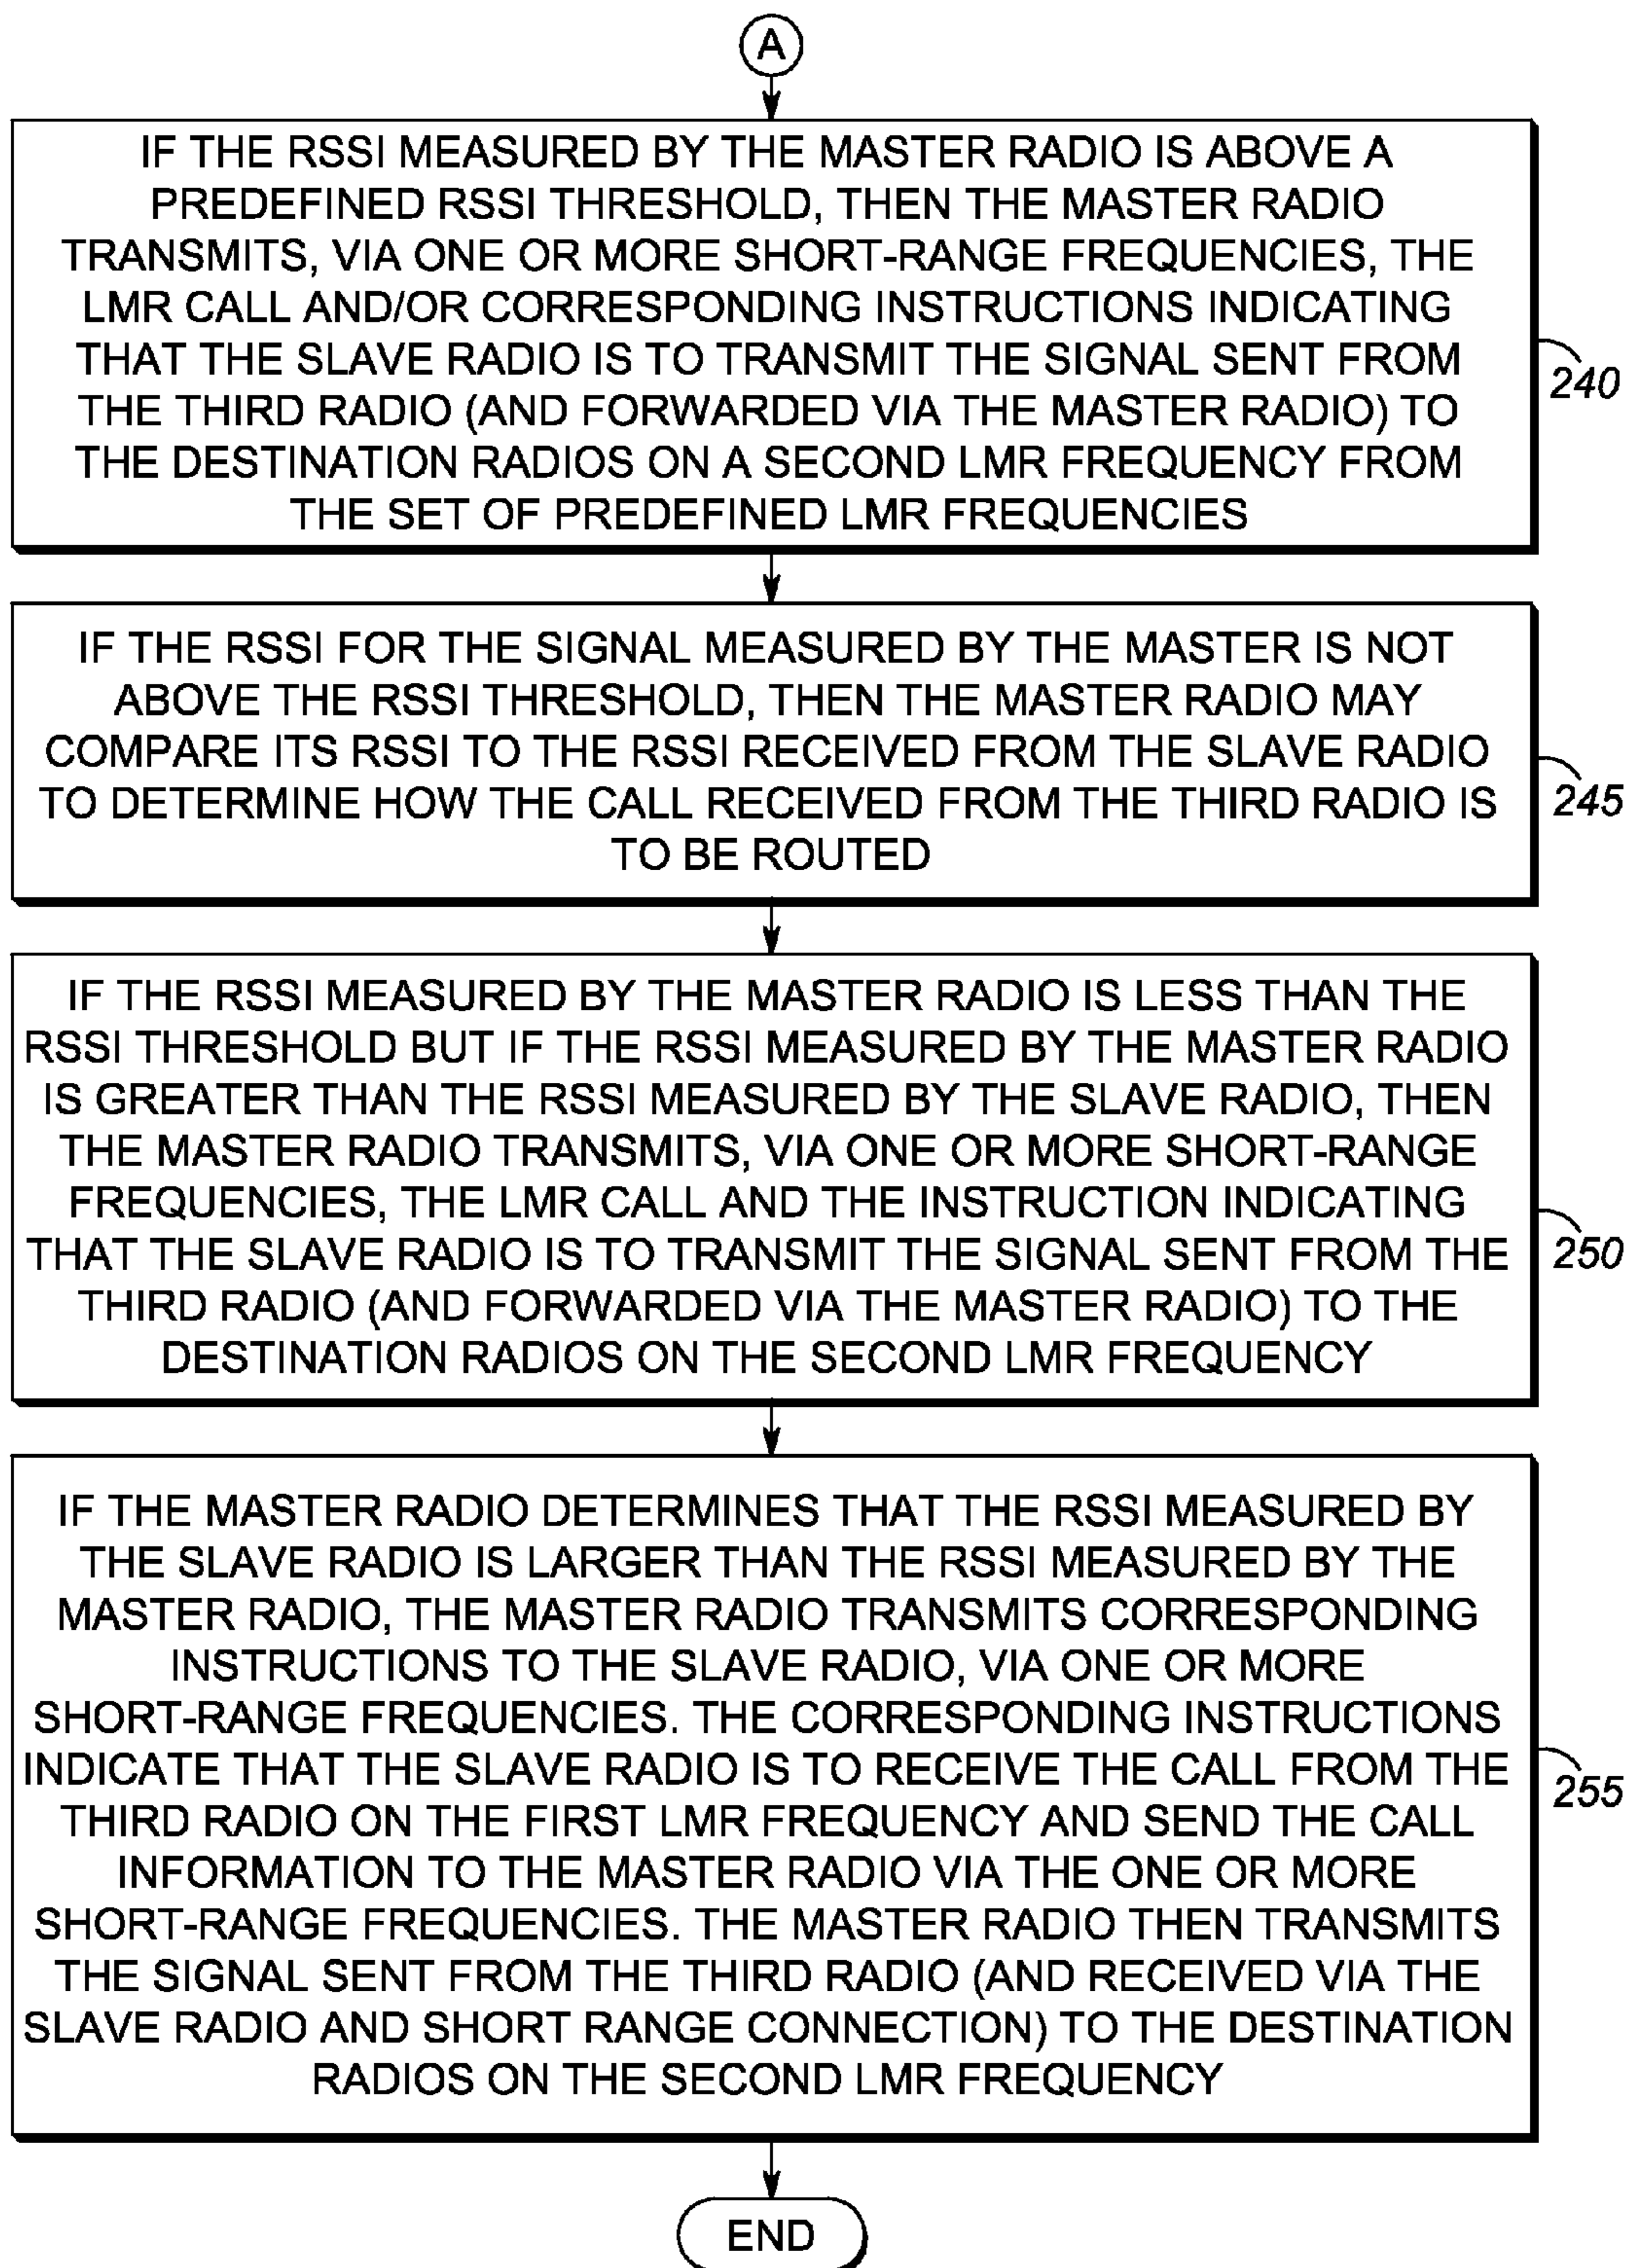 A
IF THE RSSI MEASURED BY THE MASTER RADIO IS ABOVE A
PREDEFINED RSSI THRESHOLD, THEN THE MASTER RADIO
TRANSMITS, VIA ONE OR MORE SHORT-RANGE FREQUENCIES, THE
LMR CALL AND/OR CORRESPONDING INSTRUCTIONS INDICATING
THAT THE SLAVE RADIO IS TO TRANSMIT THE SIGNAL SENT FROM
THE THIRD RADIO (AND FORWARDED VIA THE MASTER RADIO) TO
THE DESTINATION RADIOS ON A SECOND LMR FREQUENCY FROM
THE SET OF PREDEFINED LMR FREQUENCIES
240
IF THE RSSI FOR THE SIGNAL MEASURED BY THE MASTER IS NOT
ABOVE THE RSSI THRESHOLD, THEN THE MASTER RADIO MAY
COMPARE ITS RSSI TO THE RSSI RECEIVED FROM THE SLAVE RADIO
TO DETERMINE HOW THE CALL RECEIVED FROM THE THIRD RADIO IS
TO BE ROUTED
245
IF THE RSSI MEASURED BY THE MASTER RADIO IS LESS THAN THE
RSSI THRESHOLD BUT IF THE RSSI MEASURED BY THE MASTER RADIO
IS GREATER THAN THE RSSI MEASURED BY THE SLAVE RADIO, THEN
THE MASTER RADIO TRANSMITS, VIA ONE OR MORE SHORT-RANGE
FREQUENCIES, THE LMR CALL AND THE INSTRUCTION INDICATING
THAT THE SLAVE RADIO IS TO TRANSMIT THE SIGNAL SENT FROM THE
THIRD RADIO (AND FORWARDED VIA THE MASTER RADIO) TO THE
DESTINATION RADIOS ON THE SECOND LMR FREQUENCY
250
IF THE MASTER RADIO DETERMINES THAT THE RSSI MEASURED BY
THE SLAVE RADIO IS LARGER THAN THE RSSI MEASURED BY THE
MASTER RADIO, THE MASTER RADIO TRANSMITS CORRESPONDING
INSTRUCTIONS TO THE SLAVE RADIO, VIA ONE OR MORE
SHORT-RANGE FREQUENCIES. THE CORRESPONDING INSTRUCTIONS
INDICATE THAT THE SLAVE RADIO IS TO RECEIVE THE CALL FROM THE
THIRD RADIO ON THE FIRST LMR FREQUENCY AND SEND THE CALL
INFORMATION TO THE MASTER RADIO VIA THE ONE OR MORE
SHORT-RANGE FREQUENCIES. THE MASTER RADIO THEN TRANSMITS
THE SIGNAL SENT FROM THE THIRD RADIO (AND RECEIVED VIA THE
SLAVE RADIO AND SHORT RANGE CONNECTION) TO THE DESTINATION
RADIOS ON THE SECOND LMR FREQUENCY
255
END